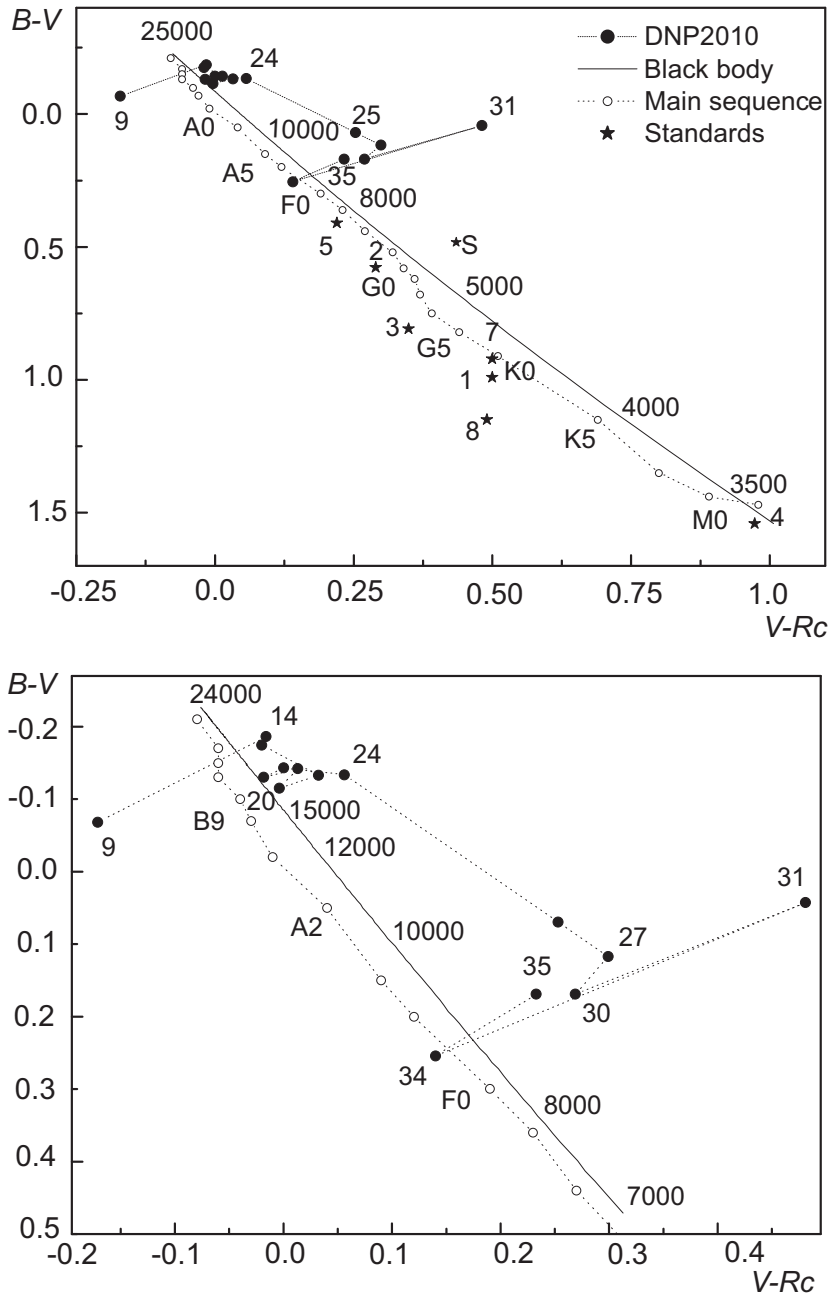 B-V
25000
24
DNP2010
Black body
Main sequence
Standards
0.0
9
A0
10000
25
31
A5
35
F0
8000
0.5
5
2
S
G0
5000
3
G5
7
1.0
1
K0
8
4000
K5
3500
1.5
M0
4
-0.25
0.0
0.25
0.50
0.75
1.0
V-Rc
B-V
24000
14
-0.2
24
-0.1
20
15000
B9
9
12000
0.0
31
A2
10000
27
0.1
35
30
0.2
34
F0
8000
0.3
0.4
7000
0.5
-0.2
-0.1
0.0
0.1
0.2
0.3
0.4
V-Rc